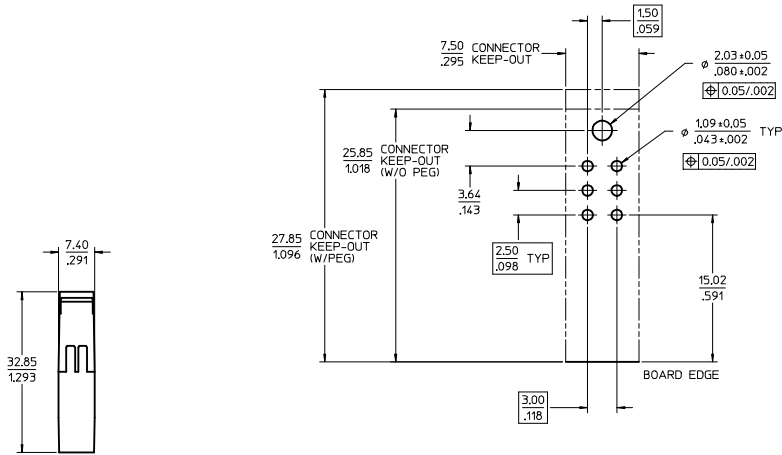 1.50
.059
7.50 CONNECTOR
.295 KEEP-OUT
⌀ 2.03±0.05
.080±.002
⌖ 0.05/.002
⌀ 1.09±0.05 TYP
.043±.002
⌖ 0.05/.002
25.85 CONNECTOR
1.018 KEEP-OUT
(W/O PEG)
3.64
.143
27.85 CONNECTOR
1.096 KEEP-OUT
(W/PEG)
7.40
.291
2.50 TYP
.098
15.02
.591
32.85
1.293
BOARD EDGE
3.00
.118